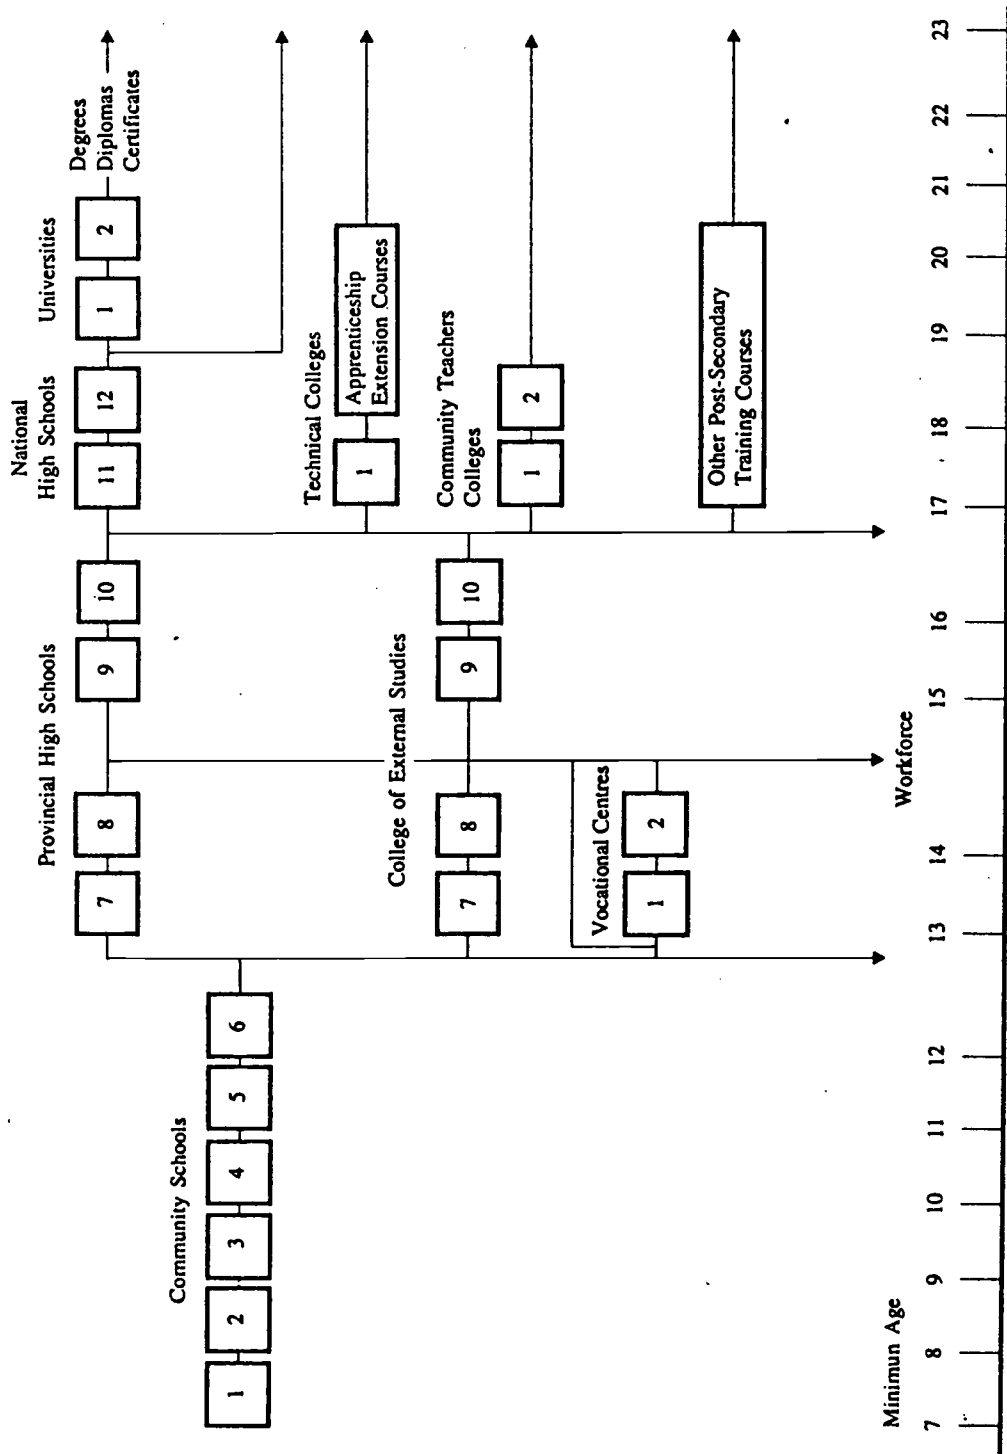 Community Schools
1
2
3
4
5
6
Provincial High Schools
7
8
9
10
National
High Schools
11
12
Universities
1
2
Degrees
Diplomas
Certificates
Technical Colleges
1
Apprenticeship
Extension Courses
College of External Studies
7
8
9
10
Community Teachers
Colleges
1
2
Vocational Centres
1
2
Other Post-Secondary
Training Courses
Workforce
Minimun Age
7 8 9 10 11 12 13 14 15 16 17 18 19 20 21 22 23